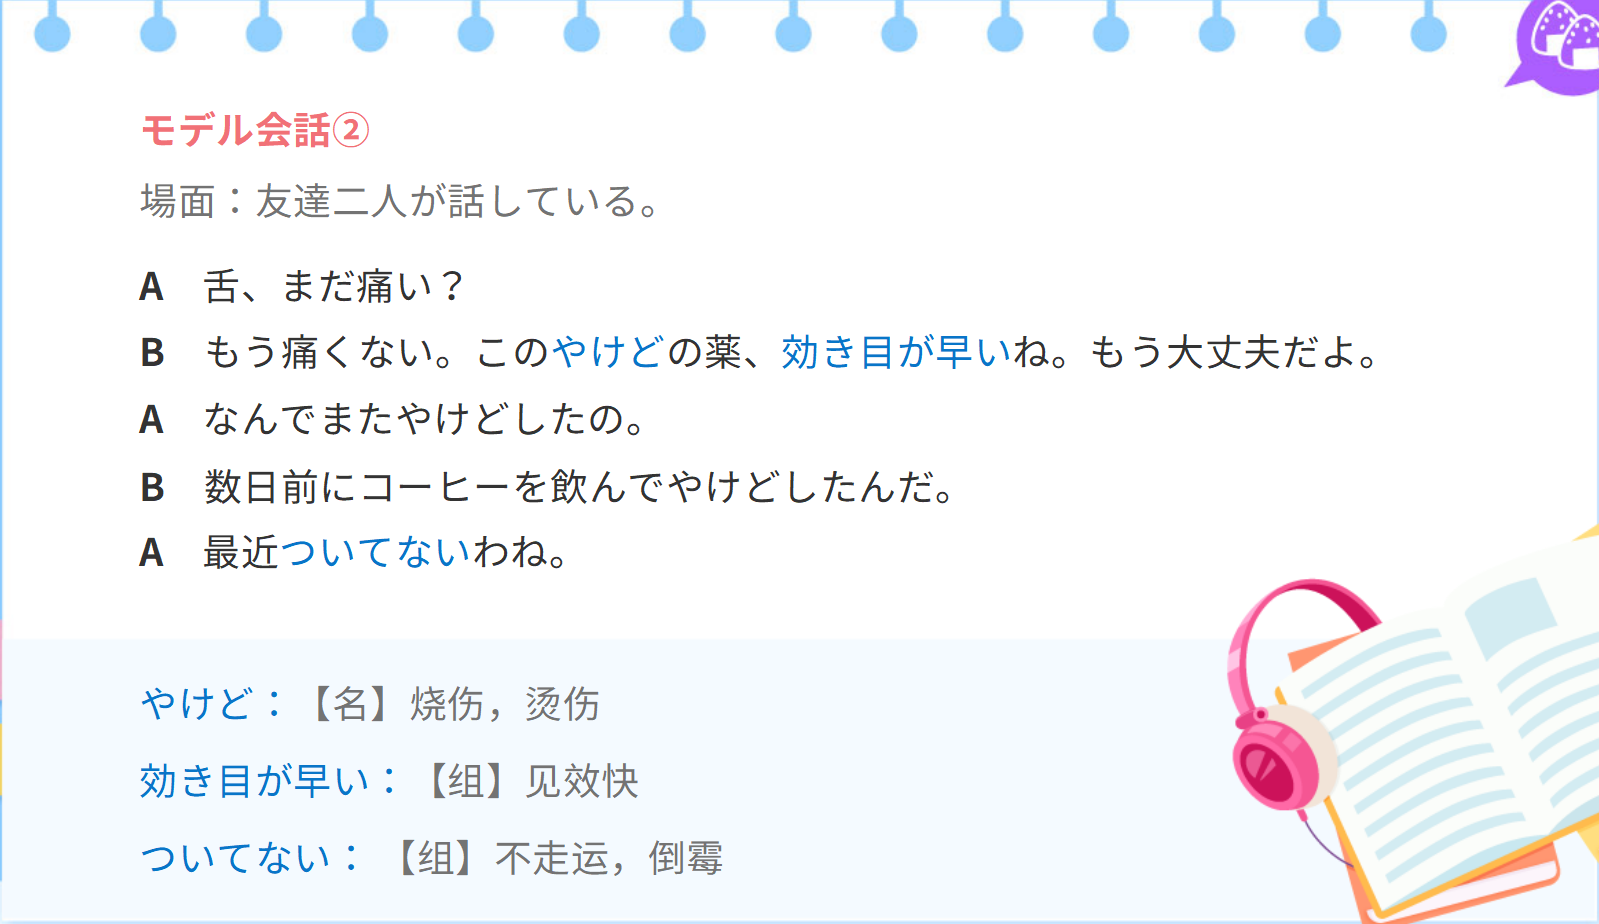 モデル会話②
場面：友達二人が話している。
A 舌、まだ痛い？
B もう痛くない。このやけどの薬、効き目が早いね。もう大丈夫だよ。
A なんでまたやけどしたの。
B 数日前にコーヒーを飲んでやけどしたんだ。
A 最近ついてないわね。
やけど：【名】烧伤，烫伤
効き目が早い：【组】见效快
ついてない：【组】不走运，倒霉